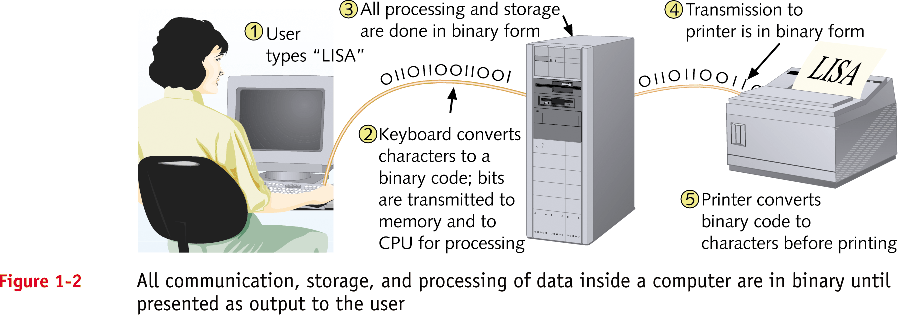 ① User
types “LISA”
0110110011001
② Keyboard converts
characters to a
binary code; bits
are transmitted to
memory and to
CPU for processing
③ All processing and storage
are done in binary form
④ Transmission to
printer is in binary form
LISA
⑤ Printer converts
binary code to
characters before printing
Figure 1-2 All communication, storage, and processing of data inside a computer are in binary until
presented as output to the user